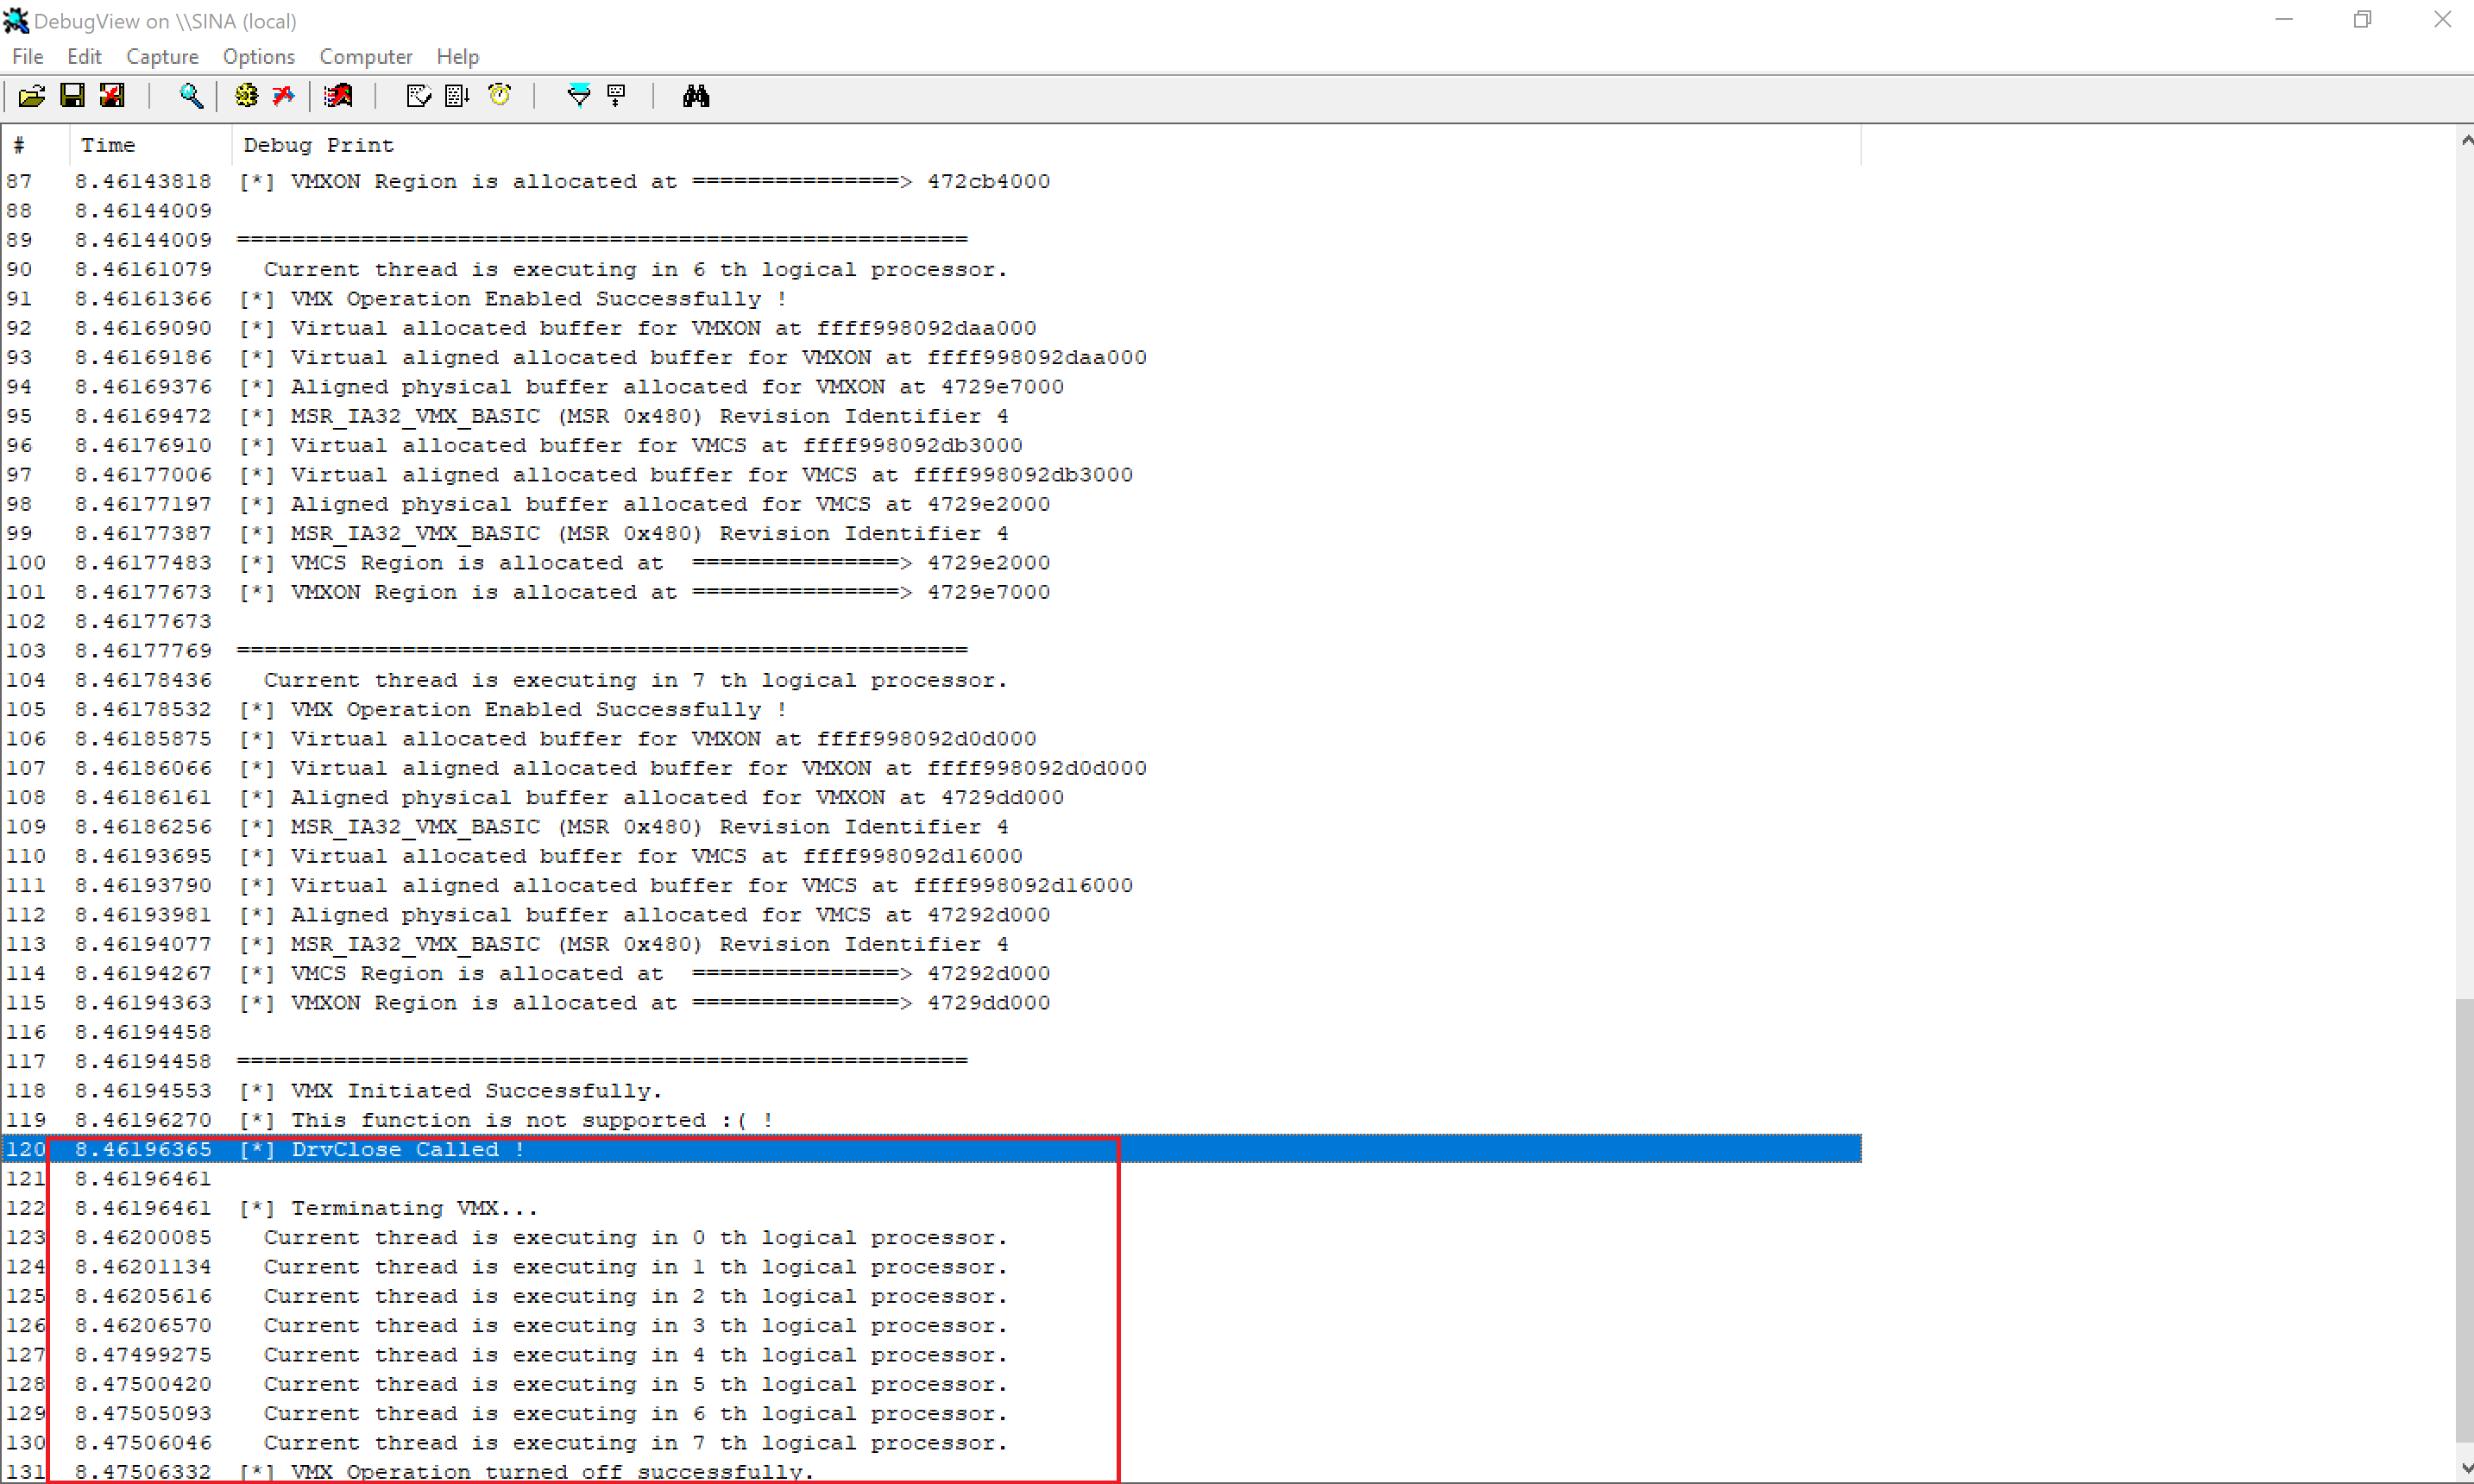 DebugView on \\SINA (local)
File Edit Capture Options Computer Help
# Time Debug Print
87 8.46143818 [*] VMXON Region is allocated at ===============> 472cb4000
88 8.46144009
89 8.46144009 =====================================================
90 8.46161079 Current thread is executing in 6 th logical processor.
91 8.46161366 [*] VMX Operation Enabled Successfully !
92 8.46169090 [*] Virtual allocated buffer for VMXON at ffff998092daa000
93 8.46169186 [*] Virtual aligned allocated buffer for VMXON at ffff998092daa000
94 8.46169376 [*] Aligned physical buffer allocated for VMXON at 4729e7000
95 8.46169472 [*] MSR_IA32_VMX_BASIC (MSR 0x480) Revision Identifier 4
96 8.46176910 [*] Virtual allocated buffer for VMCS at ffff998092db3000
97 8.46177006 [*] Virtual aligned allocated buffer for VMCS at ffff998092db3000
98 8.46177197 [*] Aligned physical buffer allocated for VMCS at 4729e2000
99 8.46177387 [*] MSR_IA32_VMX_BASIC (MSR 0x480) Revision Identifier 4
100 8.46177483 [*] VMCS Region is allocated at ===============> 4729e2000
101 8.46177673 [*] VMXON Region is allocated at ===============> 4729e7000
102 8.46177673
103 8.46177769 =====================================================
104 8.46178436 Current thread is executing in 7 th logical processor.
105 8.46178532 [*] VMX Operation Enabled Successfully !
106 8.46185875 [*] Virtual allocated buffer for VMXON at ffff998092d0d000
107 8.46186066 [*] Virtual aligned allocated buffer for VMXON at ffff998092d0d000
108 8.46186161 [*] Aligned physical buffer allocated for VMXON at 4729dd000
109 8.46186256 [*] MSR_IA32_VMX_BASIC (MSR 0x480) Revision Identifier 4
110 8.46193695 [*] Virtual allocated buffer for VMCS at ffff998092d16000
111 8.46193790 [*] Virtual aligned allocated buffer for VMCS at ffff998092d16000
112 8.46193981 [*] Aligned physical buffer allocated for VMCS at 47292d000
113 8.46194077 [*] MSR_IA32_VMX_BASIC (MSR 0x480) Revision Identifier 4
114 8.46194267 [*] VMCS Region is allocated at ===============> 47292d000
115 8.46194363 [*] VMXON Region is allocated at ===============> 4729dd000
116 8.46194458
117 8.46194458 =====================================================
118 8.46194553 [*] VMX Initiated Successfully.
119 8.46196270 [*] This function is not supported :( !
120 8.46196365 [*] DrvClose Called !
121 8.46196461
122 8.46196461 [*] Terminating VMX...
123 8.46200085 Current thread is executing in 0 th logical processor.
124 8.46201134 Current thread is executing in 1 th logical processor.
125 8.46205616 Current thread is executing in 2 th logical processor.
126 8.46206570 Current thread is executing in 3 th logical processor.
127 8.47499275 Current thread is executing in 4 th logical processor.
128 8.47500420 Current thread is executing in 5 th logical processor.
129 8.47505093 Current thread is executing in 6 th logical processor.
130 8.47506046 Current thread is executing in 7 th logical processor.
131 8.47506332 [*] VMX Operation turned off successfully.